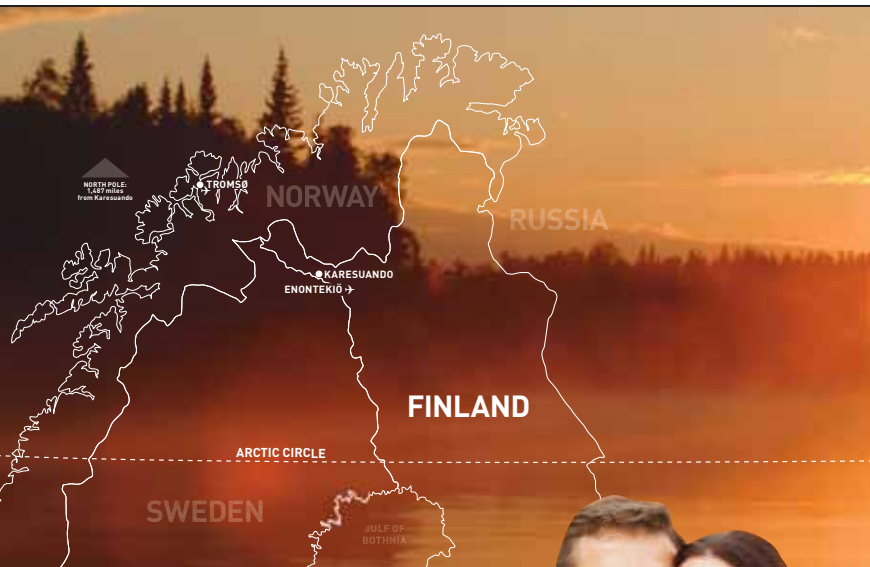 NORTH POLE:
1,487 miles
from Karesuando
TROMSØ
NORWAY
RUSSIA
KARESUANDO
ENONTEKIÖ
FINLAND
ARCTIC CIRCLE
SWEDEN
GULF OF
BOTHNIA